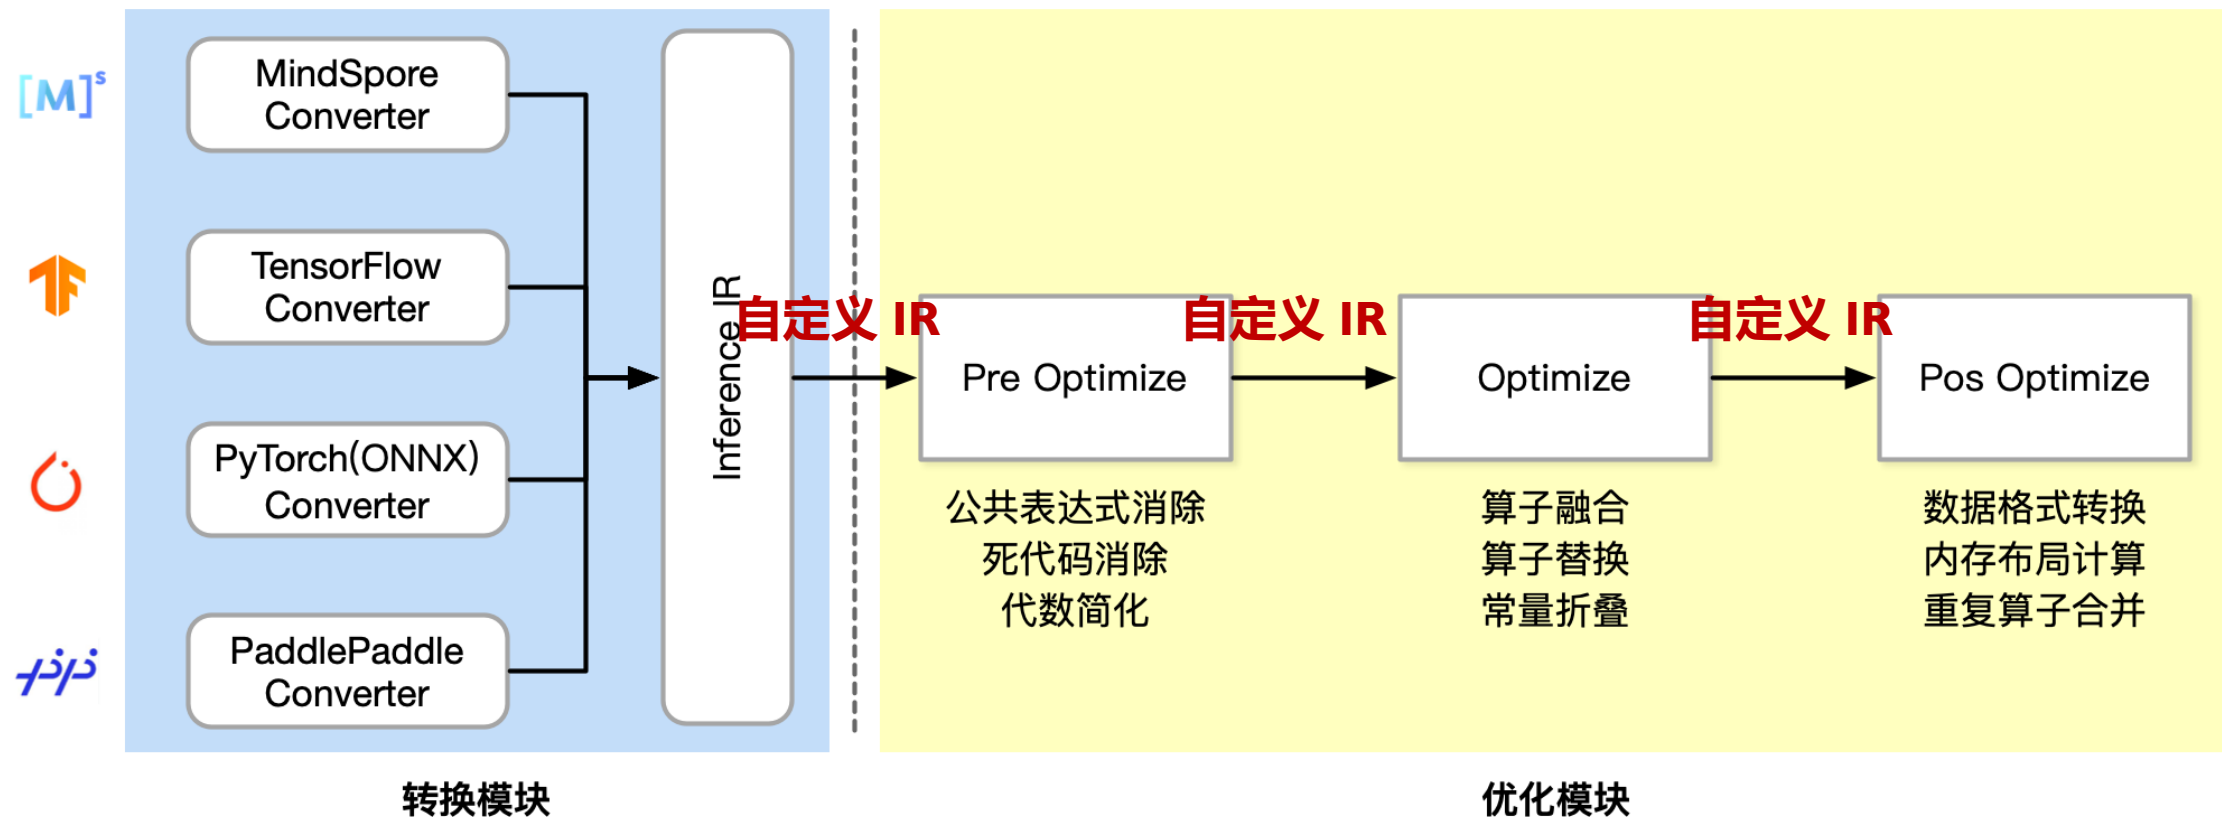 [M]s
MindSpore
Converter
TensorFlow
Converter
PyTorch(ONNX)
Converter
PaddlePaddle
Converter
Inference IR
自定义 IR
自定义 IR
自定义 IR
Pre Optimize
Optimize
Pos Optimize
公共表达式消除
死代码消除
代数简化
算子融合
算子替换
常量折叠
数据格式转换
内存布局计算
重复算子合并
转换模块
优化模块